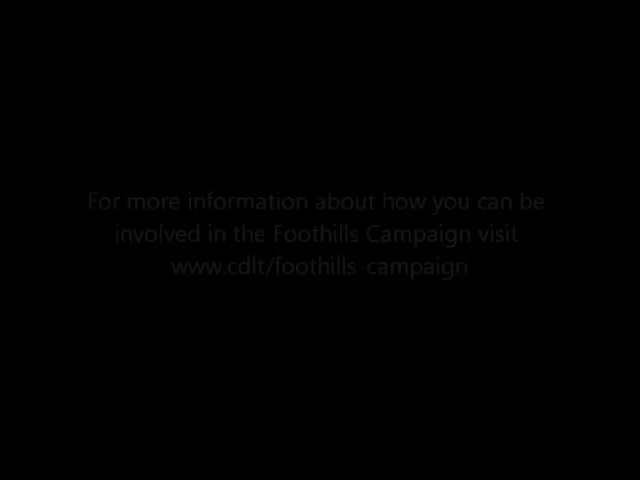 For more information about how you can be
involved in the Foothills Campaign visit
www.cdlt/foothills-campaign